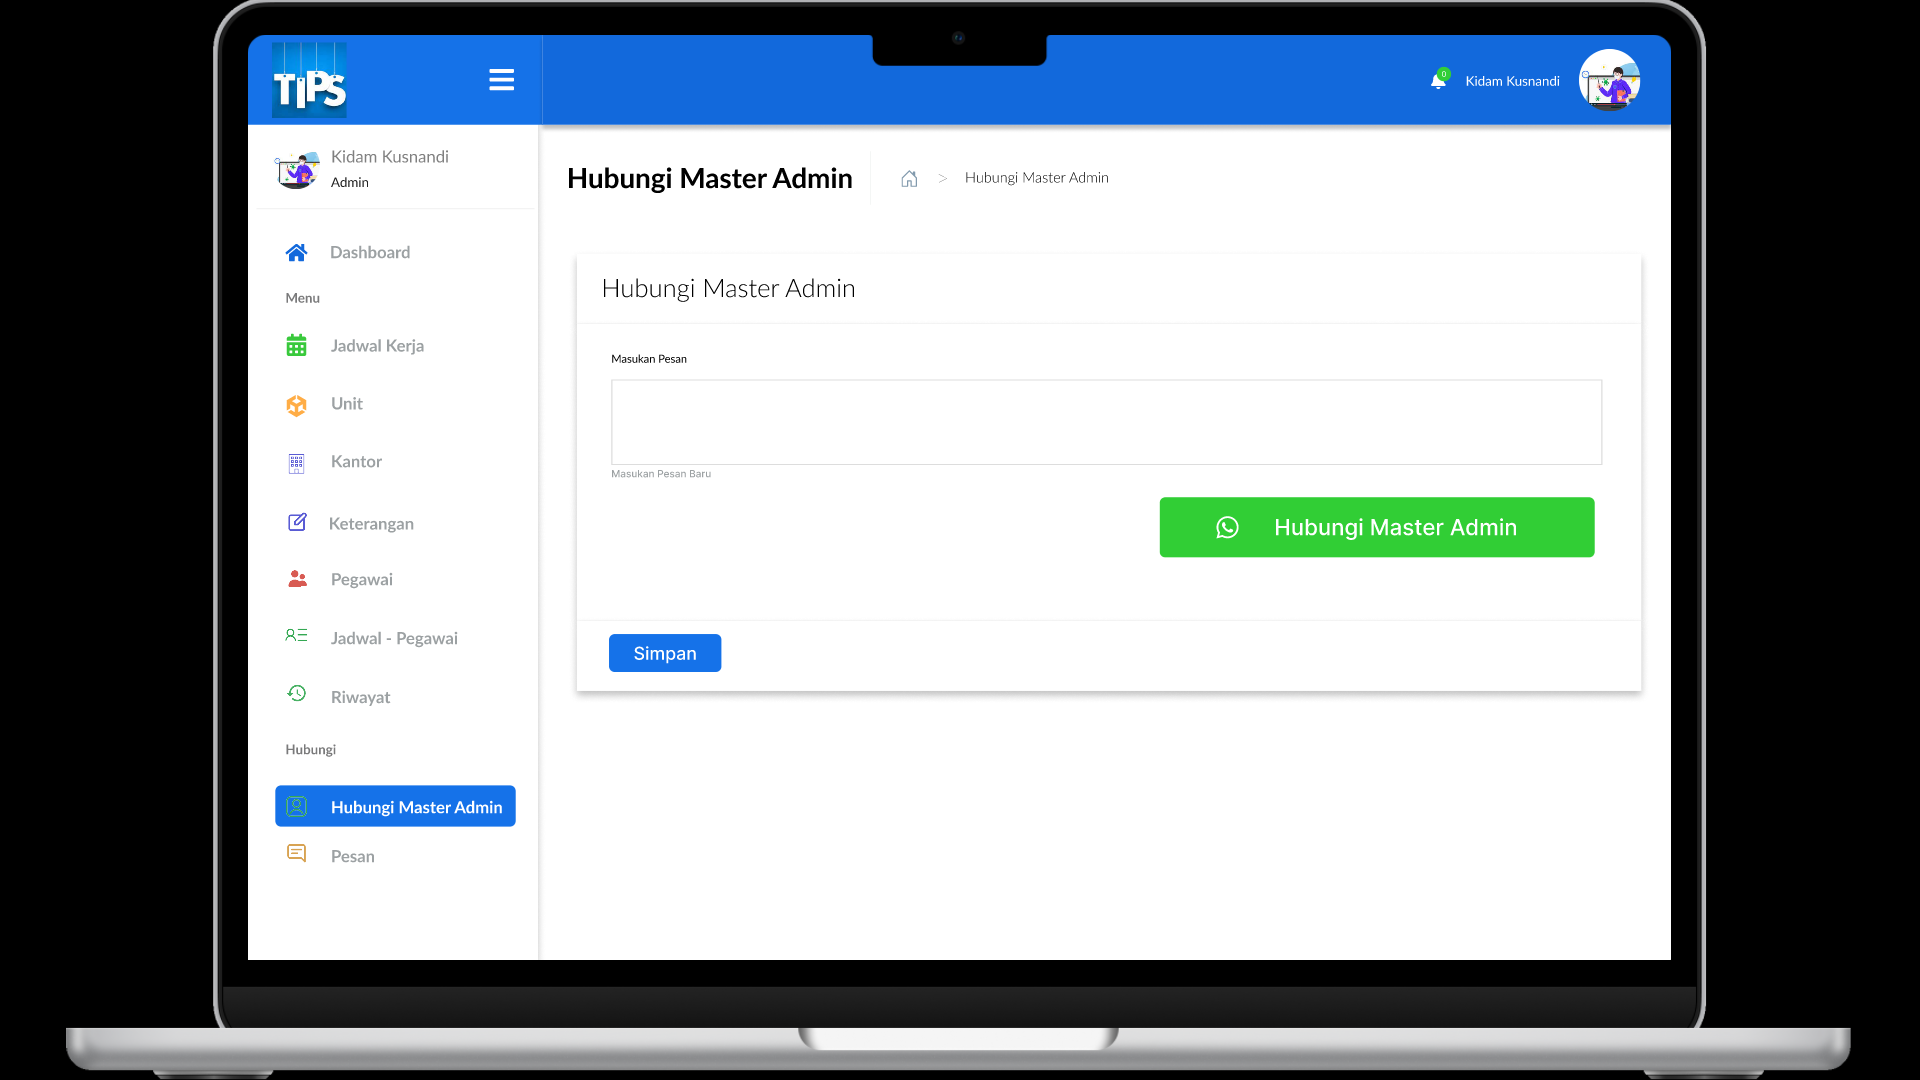 TIPS
0
Kidam Kusnandi
Kidam Kusnandi
Admin
Dashboard
Menu
Jadwal Kerja
Unit
Kantor
Keterangan
Pegawai
Jadwal - Pegawai
Riwayat
Hubungi
Hubungi Master Admin
Pesan
Hubungi Master Admin
> Hubungi Master Admin
Hubungi Master Admin
Masukan Pesan
Masukan Pesan Baru
Hubungi Master Admin
Simpan